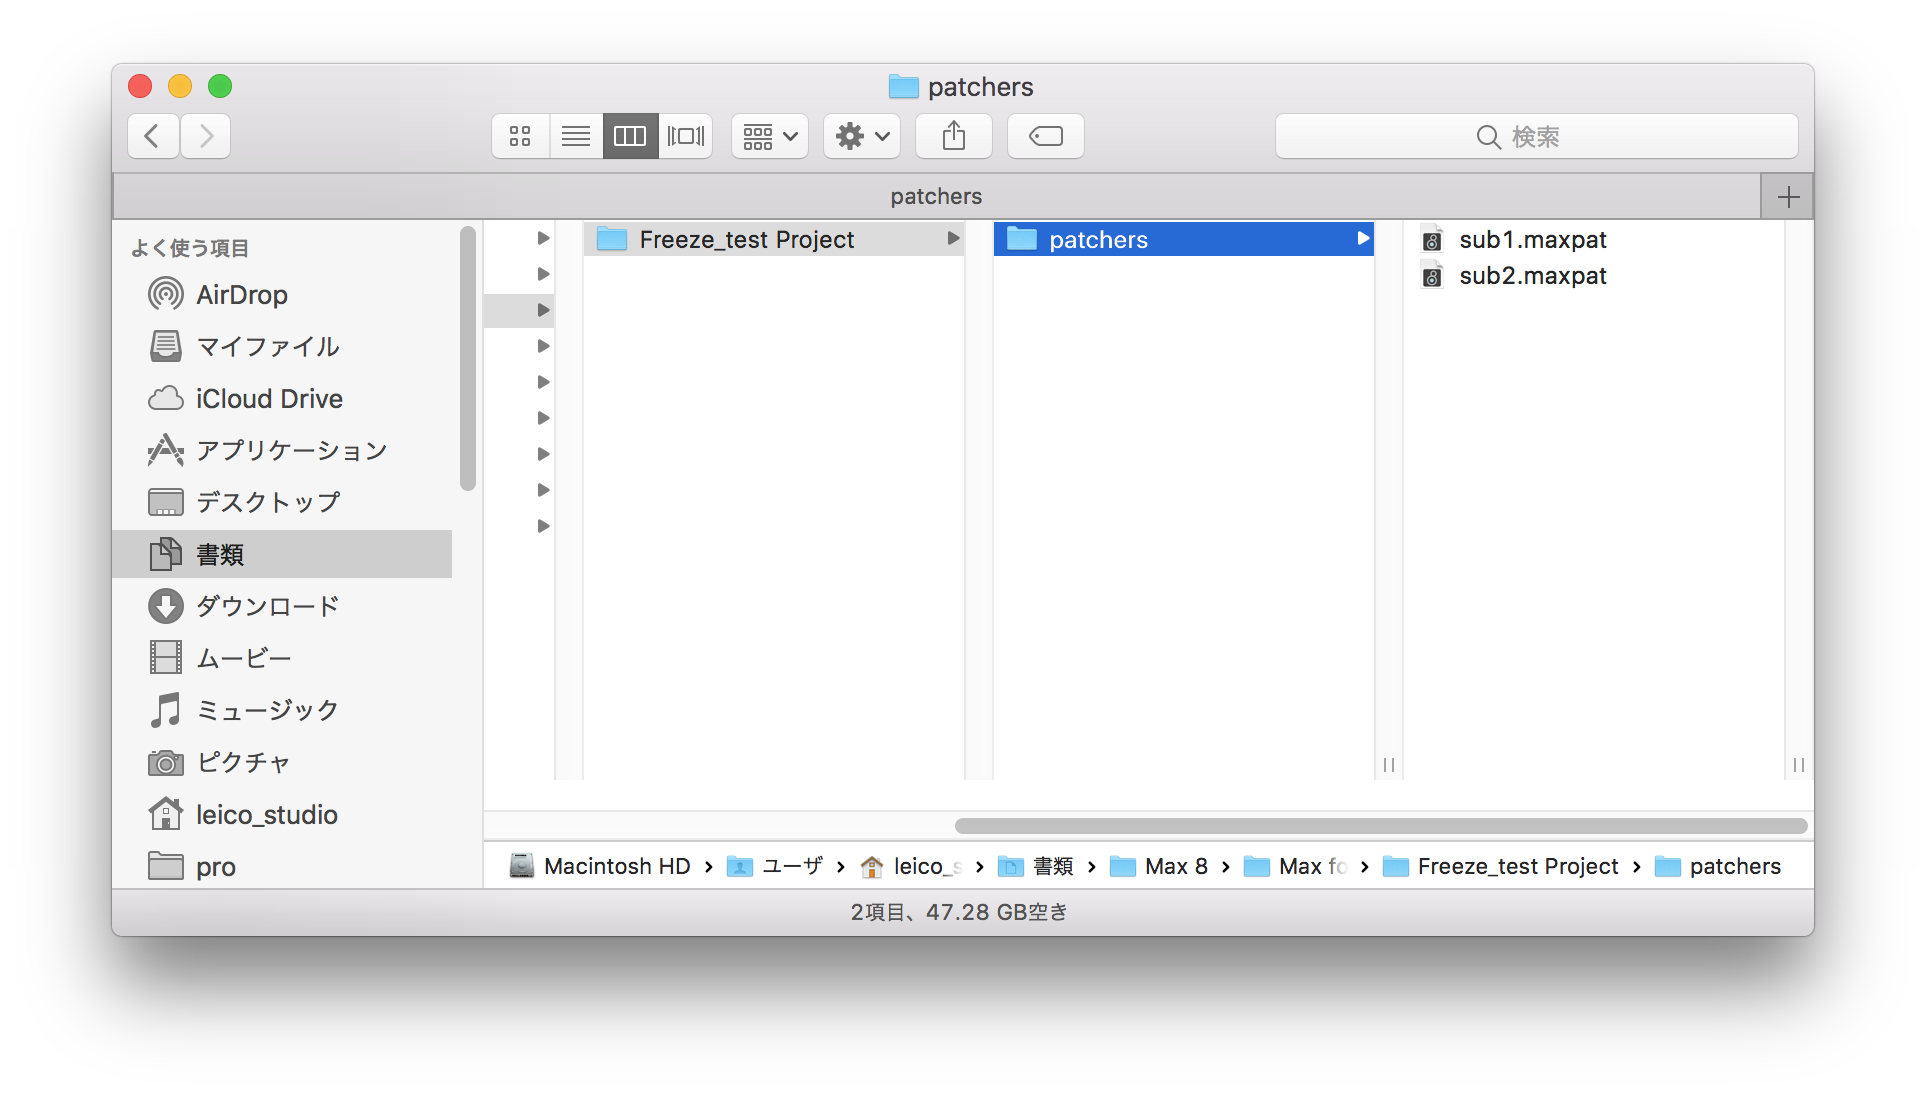 patchers
検索
patchers
よく使う項目
AirDrop
マイファイル
iCloud Drive
アプリケーション
デスクトップ
書類
ダウンロード
ムービー
ミュージック
ピクチャ
leico_studio
pro
Freeze_test Project
patchers
sub1.maxpat
sub2.maxpat
Macintosh HD › ユーザ › leico_s › 書類 › Max 8 › Max fo › Freeze_test Project › patchers
2項目、47.28 GB空き